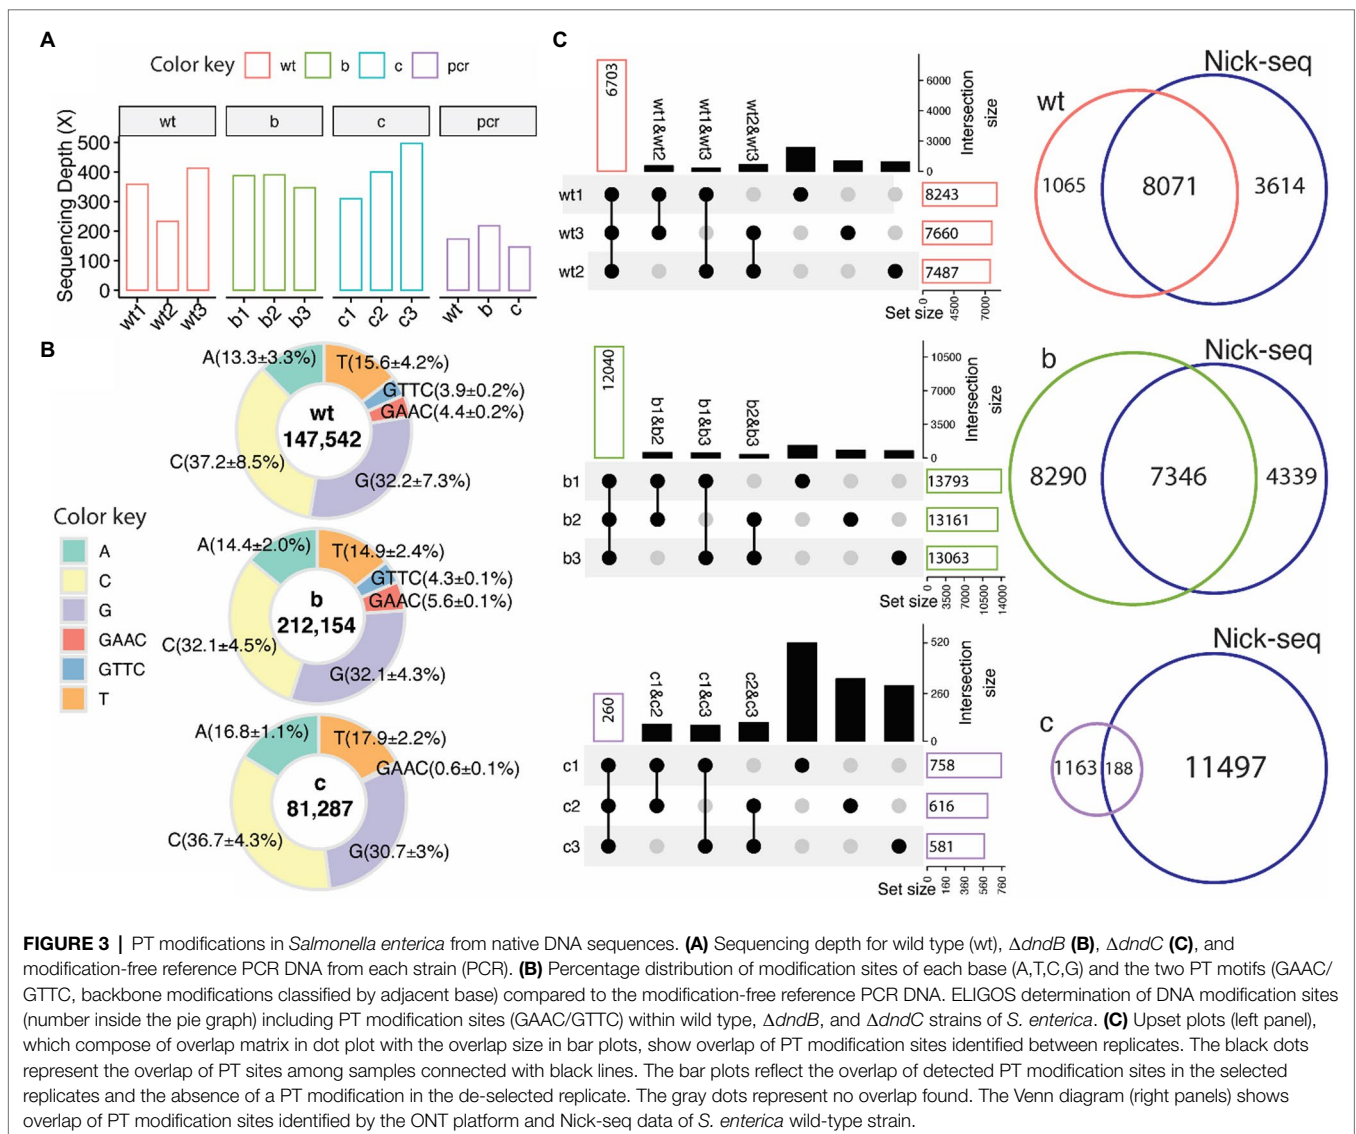 A
Color key wt b c pcr
wt b c pcr
Sequencing Depth (X)
500
400
300
200
100
0
wt1 wt2 wt3 b1 b2 b3 c1 c2 c3 wt b c
B
A(13.3±3.3%)
T(15.6±4.2%)
GTTC(3.9±0.2%)
GAAC(4.4±0.2%)
wt
147,542
C(37.2±8.5%)
G(32.2±7.3%)
Color key
A
C
G
GAAC
GTTC
T
A(14.4±2.0%)
T(14.9±2.4%)
GTTC(4.3±0.1%)
GAAC(5.6±0.1%)
b
212,154
C(32.1±4.5%)
G(32.1±4.3%)
A(16.8±1.1%)
T(17.9±2.2%)
GAAC(0.6±0.1%)
c
81,287
C(36.7±4.3%)
G(30.7±3%)
C
6703
wt1&wt2
wt1&wt3
wt2&wt3
6000
4000
3000
0
Intersection
size
wt1 8243
wt3 7660
wt2 7487
Set size 0 4500 7000
wt
Nick-seq
1065 8071 3614
12040
b1&b2
b1&b3
b2&b3
10500
7000
3500
0
Intersection
size
b1 13793
b2 13161
b3 13063
Set size 0 3500 7000 10500 14000
b
Nick-seq
8290 7346 4339
260
c1&c2
c1&c3
c2&c3
520
260
0
Intersection
size
c1 758
c2 616
c3 581
Set size 0 160 360 560 760
c
Nick-seq
1163 188 11497
FIGURE 3 | PT modifications in Salmonella enterica from native DNA sequences. (A) Sequencing depth for wild type (wt), ΔdndB (B), ΔdndC (C), and
modification-free reference PCR DNA from each strain (PCR). (B) Percentage distribution of modification sites of each base (A,T,C,G) and the two PT motifs (GAAC/
GTTC, backbone modifications classified by adjacent base) compared to the modification-free reference PCR DNA. ELIGOS determination of DNA modification sites
(number inside the pie graph) including PT modification sites (GAAC/GTTC) within wild type, ΔdndB, and ΔdndC strains of S. enterica. (C) Upset plots (left panel),
which compose of overlap matrix in dot plot with the overlap size in bar plots, show overlap of PT modification sites identified between replicates. The black dots
represent the overlap of PT sites among samples connected with black lines. The bar plots reflect the overlap of detected PT modification sites in the selected
replicates and the absence of a PT modification in the de-selected replicate. The gray dots represent no overlap found. The Venn diagram (right panels) shows
overlap of PT modification sites identified by the ONT platform and Nick-seq data of S. enterica wild-type strain.